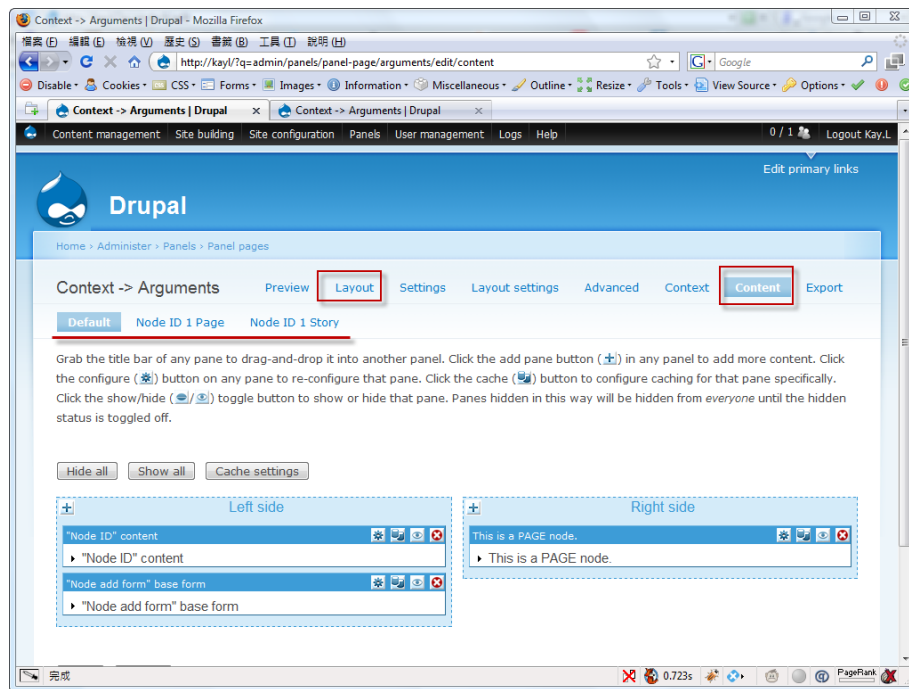 Context -> Arguments | Drupal - Mozilla Firefox
檔案(F) 編輯(E) 檢視(V) 歷史(S) 書籤(B) 工具(T) 說明(H)
http://kayl/?q=admin/panels/panel-page/arguments/edit/content
G Google
Disable Cookies CSS Forms Images Information Miscellaneous Outline Resize Tools View Source Options
Context -> Arguments | Drupal Context -> Arguments | Drupal
Content management Site building Site configuration Panels User management Logs Help 0 / 1 Logout Kay.L
Edit primary links
Drupal
Home › Administer › Panels › Panel pages
Context -> Arguments Preview Layout Settings Layout settings Advanced Context Content Export
Default Node ID 1 Page Node ID 1 Story
Grab the title bar of any pane to drag-and-drop it into another panel. Click the add pane button (+) in any panel to add more content. Click
the configure ( ) button on any pane to re-configure that pane. Click the cache ( ) button to configure caching for that pane specifically.
Click the show/hide ( / ) toggle button to show or hide that pane. Panes hidden in this way will be hidden from everyone until the hidden
status is toggled off.
Hide all Show all Cache settings
Left side
"Node ID" content
"Node ID" content
"Node add form" base form
"Node add form" base form
Right side
This is a PAGE node.
This is a PAGE node.
完成 0.723s PageRank